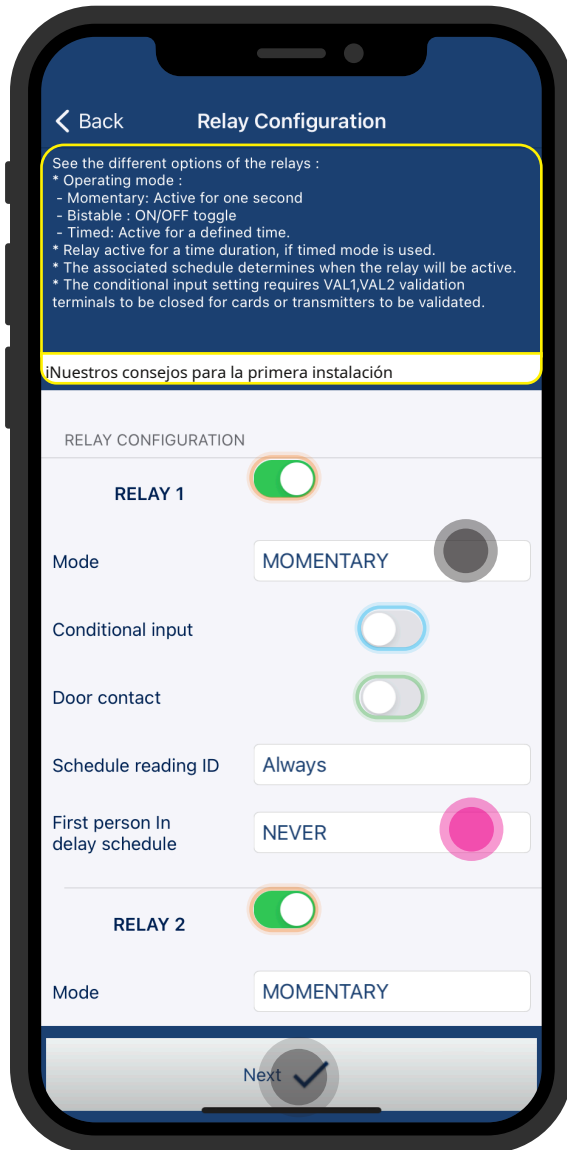 Back
Relay Configuration
See the different options of the relays :
* Operating mode :
- Momentary: Active for one second
- Bistable : ON/OFF toggle
- Timed: Active for a defined time.
* Relay active for a time duration, if timed mode is used.
* The associated schedule determines when the relay will be active.
* The conditional input setting requires VAL1,VAL2 validation
terminals to be closed for cards or transmitters to be validated.
¡Nuestros consejos para la primera instalación
RELAY CONFIGURATION
RELAY 1
Mode MOMENTARY
Conditional input
Door contact
Schedule reading ID Always
First person In
delay schedule NEVER
RELAY 2
Mode MOMENTARY
Next